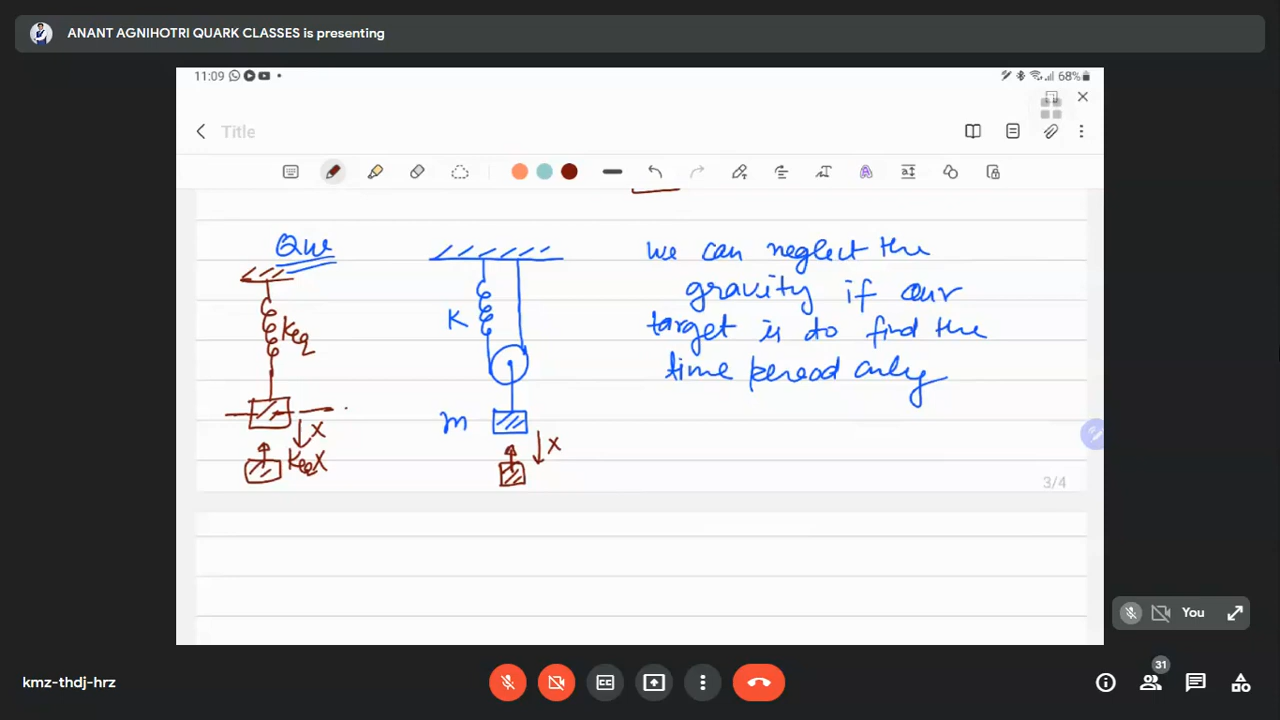 ANANT AGNIHOTRI QUARK CLASSES is presenting
11:09
68%
Title
Que
we can neglect the
gravity if our
target is to find the
time period only
K
Keq
m
x
x
Keqx
3/4
You
kmz-thdj-hrz
CC
31